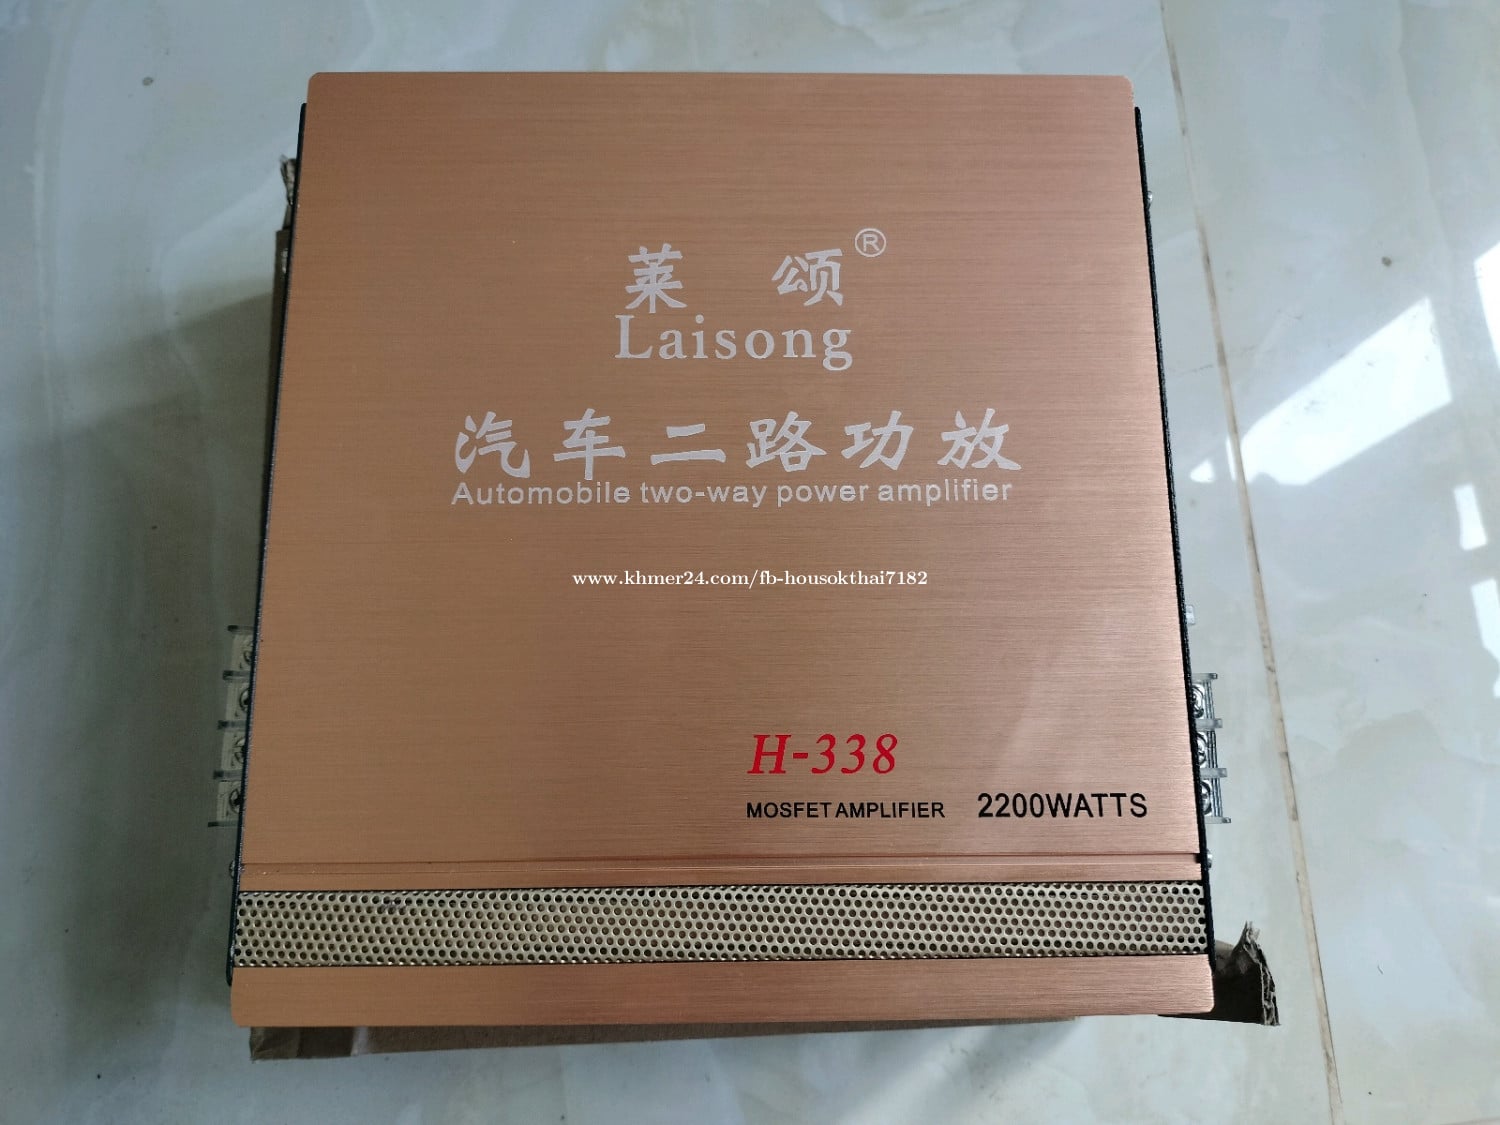 莱 颂®
Laisong
汽车二路功放
Automobile two-way power amplifier
www.khmer24.com/fb-housokthai7182
H-338
MOSFET AMPLIFIER 2200WATTS